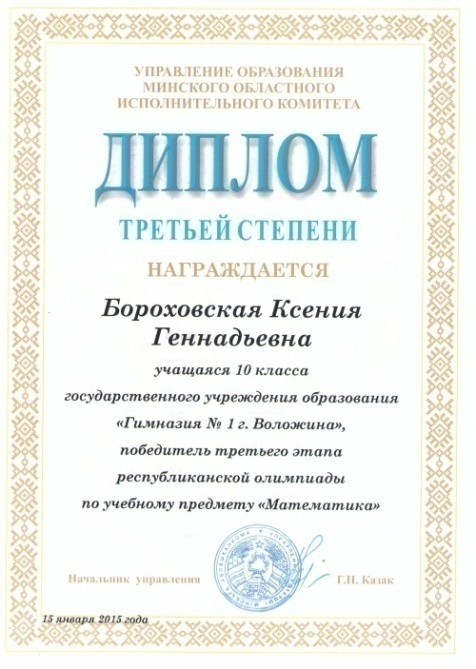 УПРАВЛЕНИЕ ОБРАЗОВАНИЯ
МИНСКОГО ОБЛАСТНОГО
ИСПОЛНИТЕЛЬНОГО КОМИТЕТА
ДИПЛОМ
ТРЕТЬЕЙ СТЕПЕНИ
НАГРАЖДАЕТСЯ
Бороховская Ксения
Геннадьевна
учащаяся 10 класса
государственного учреждения образования
«Гимназия № 1 г. Воложина»,
победитель третьего этапа
республиканской олимпиады
по учебному предмету «Математика»
Начальник управления
Г.Н. Казак
15 января 2015 года